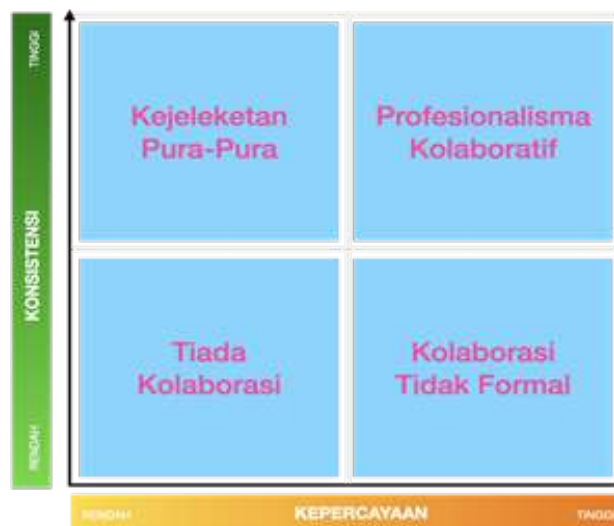 TINGGI
KONSISTENSI
RENDAH
Kejeleketan
Pura-Pura
Profesionalisma
Kolaboratif
Tiada
Kolaborasi
Kolaborasi
Tidak Formal
RENDAH
KEPERCAYAAN
TINGGI